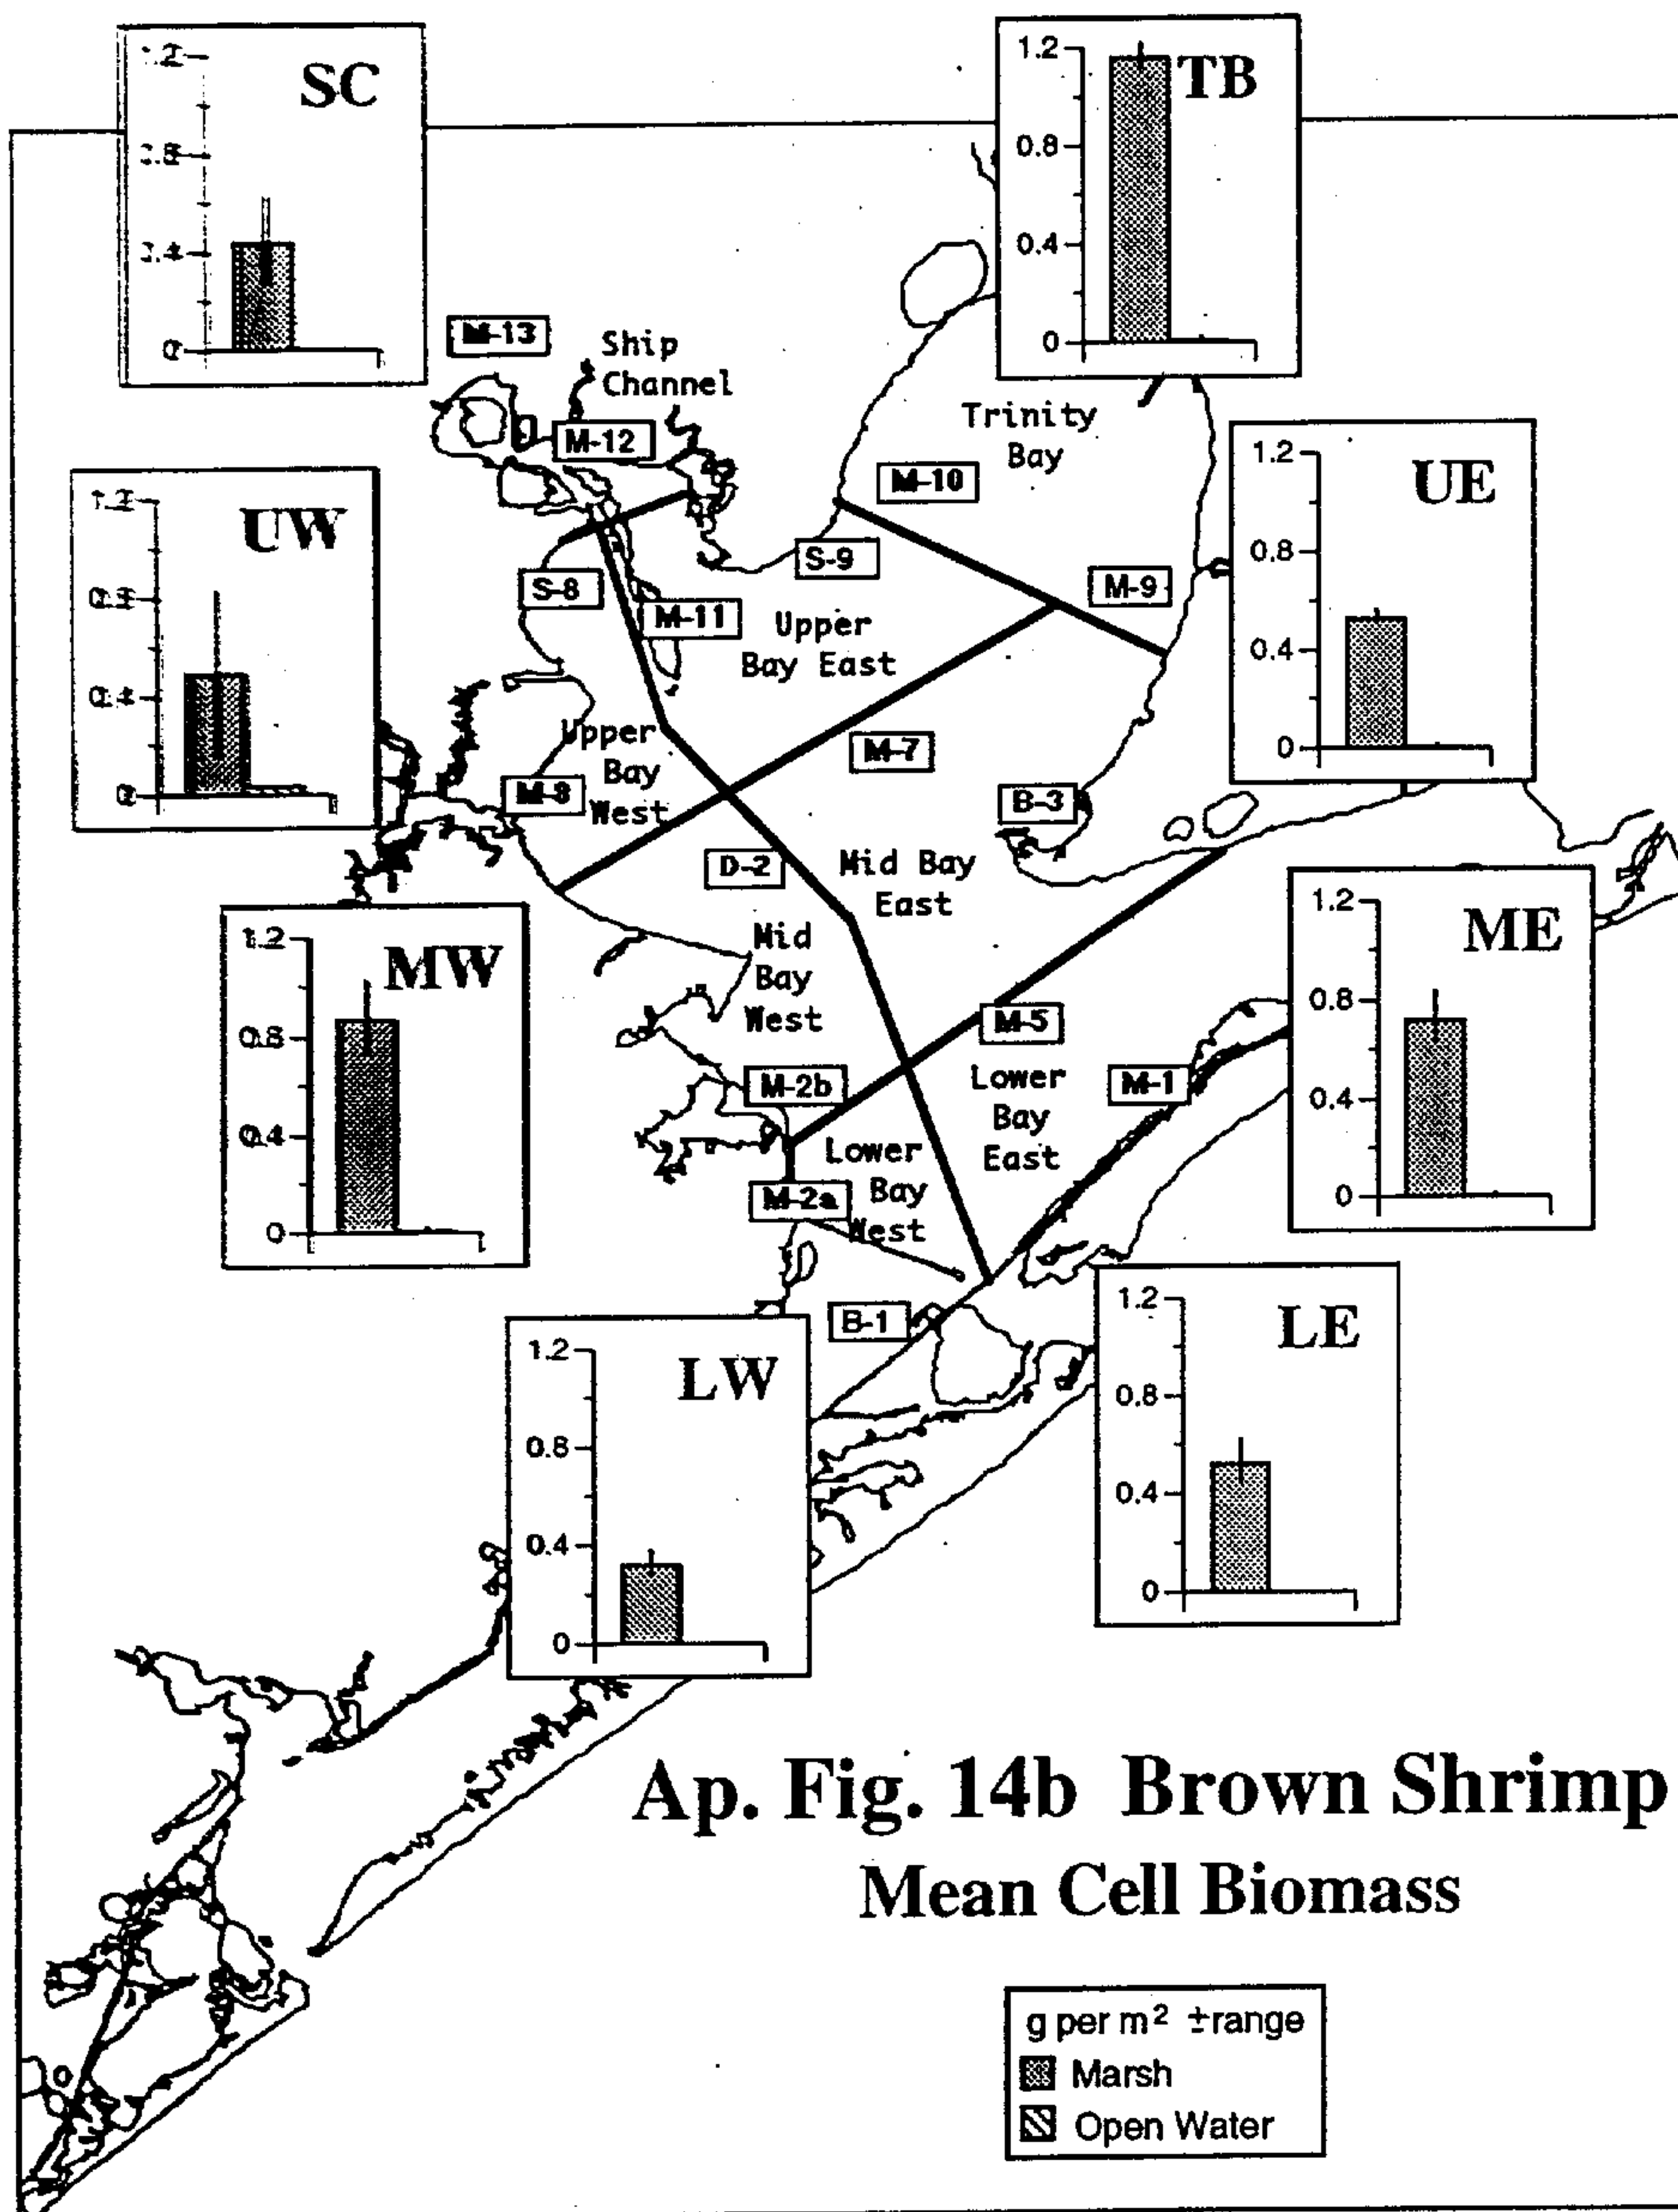 SC
TB
1.2
0.8
0.4
0
M-13
Ship
Channel
M-12
Trinity
Bay
UE
1.2
0.8
0.4
0
UW
M-10
S-9
S-8
M-9
M-11
Upper
Bay East
Upper
Bay
West
M-7
B-3
D-2
Mid Bay
East
MW
1.2
0.8
0.4
0
Mid
Bay
West
ME
1.2
0.8
0.4
0
M-5
M-2b
Lower
Bay
East
M-1
Lower
Bay
West
M-2a
B-1
LE
1.2
0.8
0.4
0
LW
1.2
0.8
0.4
0
Ap. Fig. 14b Brown Shrimp
Mean Cell Biomass
g per m² ±range
Marsh
Open Water